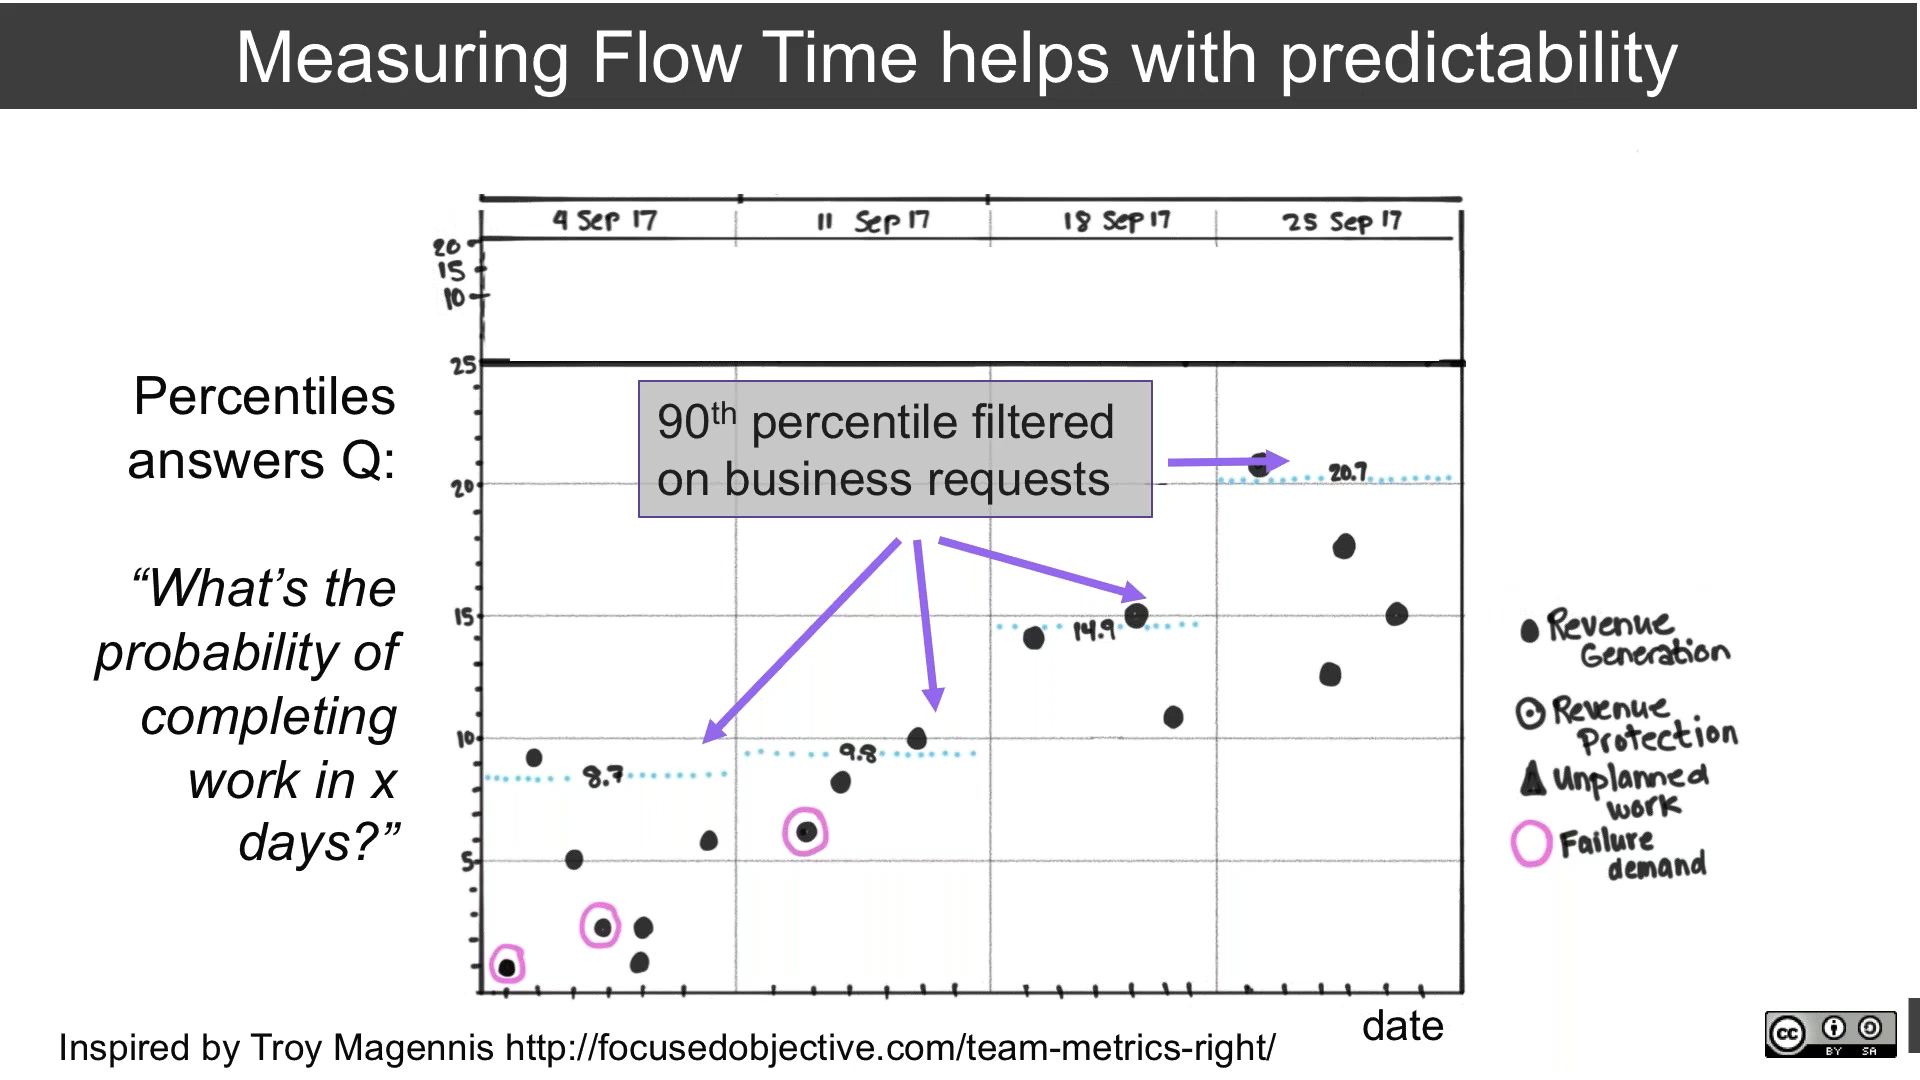 Measuring Flow Time helps with predictability
4 Sep 17
11 Sep 17
18 Sep 17
25 Sep 17
20
15
10
25
20
15
10
5
Percentiles
answers Q:
“What’s the
probability of
completing
work in x
days?”
90th percentile filtered
on business requests
8.7
9.8
14.9
20.7
Revenue
Generation
Revenue
Protection
Unplanned
work
Failure
demand
date
Inspired by Troy Magennis http://focusedobjective.com/team-metrics-right/
cc
BY SA